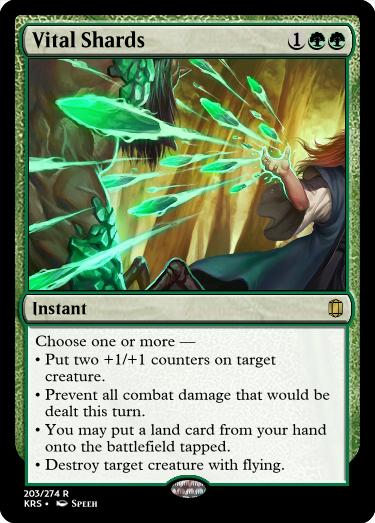 Vital Shards 1
Instant
Choose one or more —
• Put two +1/+1 counters on target
creature.
• Prevent all combat damage that would be
dealt this turn.
• You may put a land card from your hand
onto the battlefield tapped.
• Destroy target creature with flying.
203/274 R
KRS • Speeh